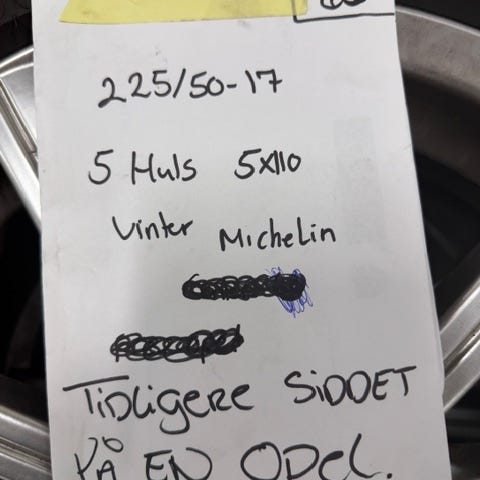 225/50-17
5 Huls 5x110
Vinter Michelin
TiDLigERE SiDDET
PÅ EN OPEL.